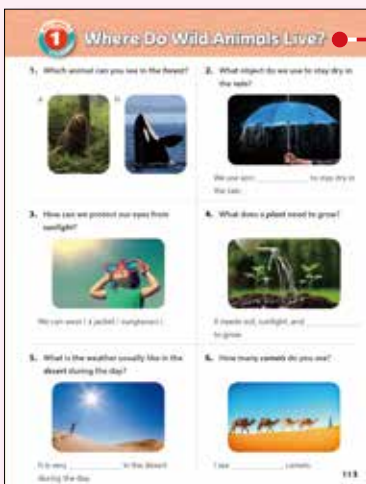 1 Where Do Wild Animals Live?
1. Which animal can you see in the forest?
a. b.
2. What object do we use to stay dry in
the rain?
We use a(n) __________ to stay dry in
the rain.
3. How can we protect our eyes from
sunlight?
We can wear ( a jacket / sunglasses ).
4. What does a plant need to grow?
It needs soil, sunlight, and __________
to grow.
5. What is the weather usually like in the
desert during the day?
It is very __________ in the desert
during the day.
6. How many camels do you see?
I see __________ camels.
113